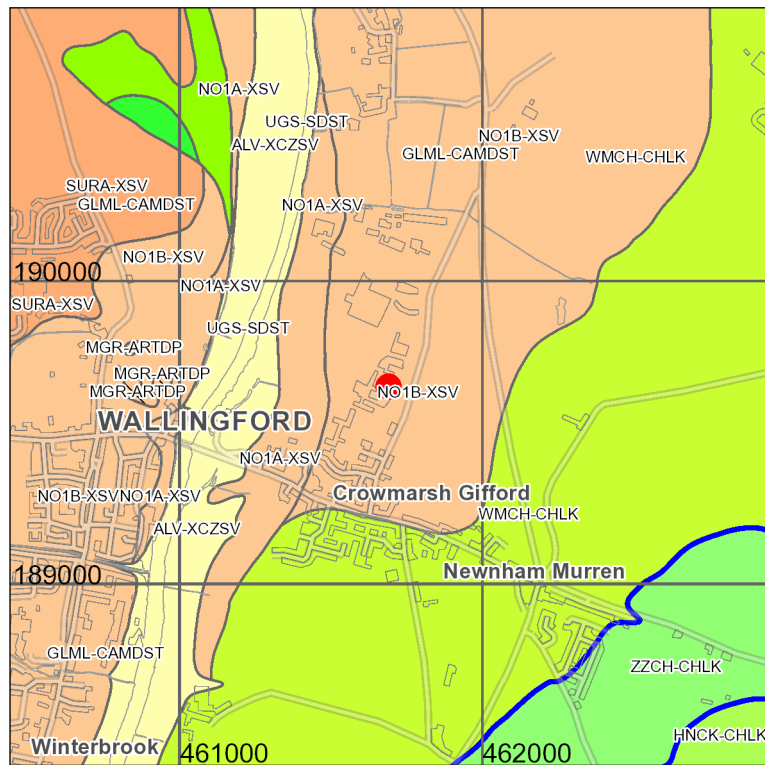 NO1A-XSV
UGS-SDST
NO1B-XSV
ALV-XCZSV
GLML-CAMDST
WMCH-CHLK
SURA-XSV
GLML-CAMDST
NO1A-XSV
NO1B-XSV
190000
NO1A-XSV
SURA-XSV
UGS-SDST
MGR-ARTDP
MGR-ARTDP
MGR-ARTDP
NO1B-XSV
WALLINGFORD
NO1A-XSV
NO1B-XSV
NO1A-XSV
Crowmarsh Gifford
WMCH-CHLK
ALV-XCZSV
189000
Newnham Murren
GLML-CAMDST
ZZCH-CHLK
HNCK-CHLK
Winterbrook
461000
462000